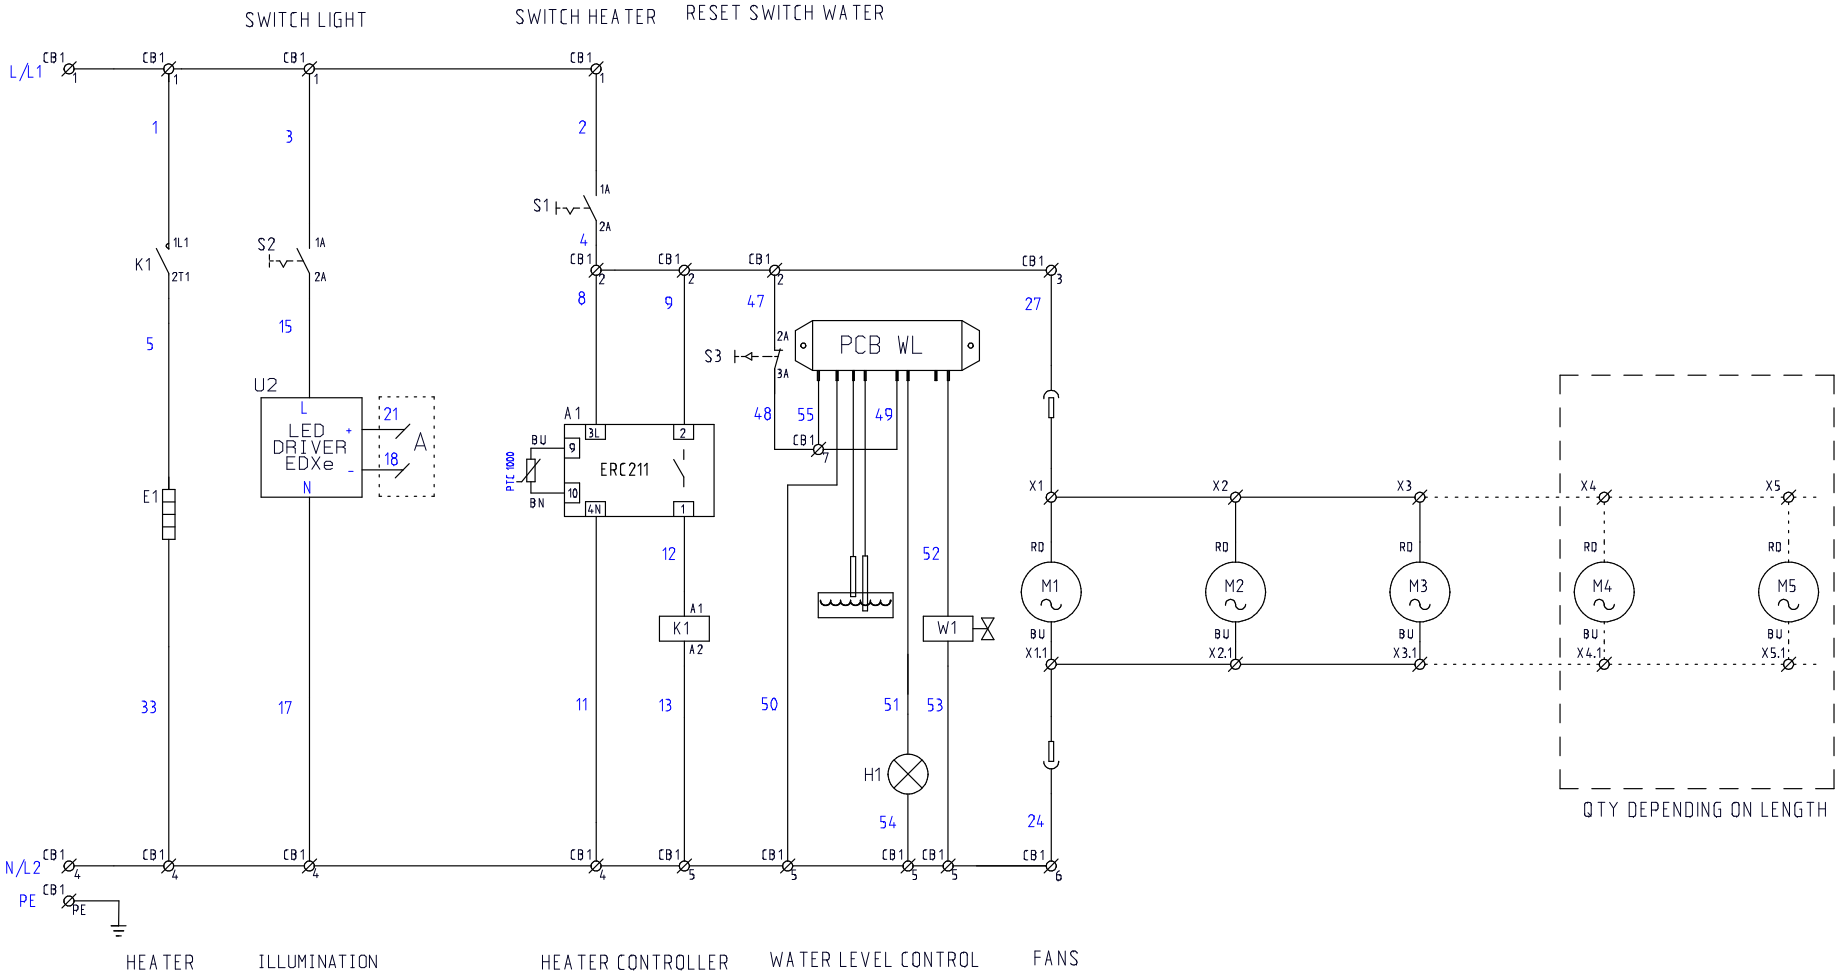 SWITCH LIGHT
SWITCH HEATER
RESET SWITCH WATER
L/L1 CB1 1
CB1 1
CB1 1
CB1 1
1
3
2
S1 1A
2A
4
K1 1L1
2T1
S2 1A
2A
CB1 2
CB1 2
CB1 2
CB1 3
8
9
47
27
5
15
S3 2A
3A
PCB WL
48
55
49
CB1 7
U2
L
LED
DRIVER
EDXe
N
+
-
21
18
A
A1
3L
2
BU
9
PTC 1000
ERC211
10
BN
4N
1
E1
X1
X2
X3
X4
X5
12
52
RD
RD
RD
RD
RD
M1
M2
M3
M4
M5
A1
K1
A2
W1
BU
BU
BU
BU
BU
X1.1
X2.1
X3.1
X4.1
X5.1
33
17
11
13
50
51
53
H1
54
24
QTY DEPENDING ON LENGTH
N/L2 CB1 4
CB1 4
CB1 4
CB1 4
CB1 5
CB1 5
CB1 5
CB1 5
CB1 6
PE CB1 PE
HEATER
ILLUMINATION
HEATER CONTROLLER
WATER LEVEL CONTROL
FANS